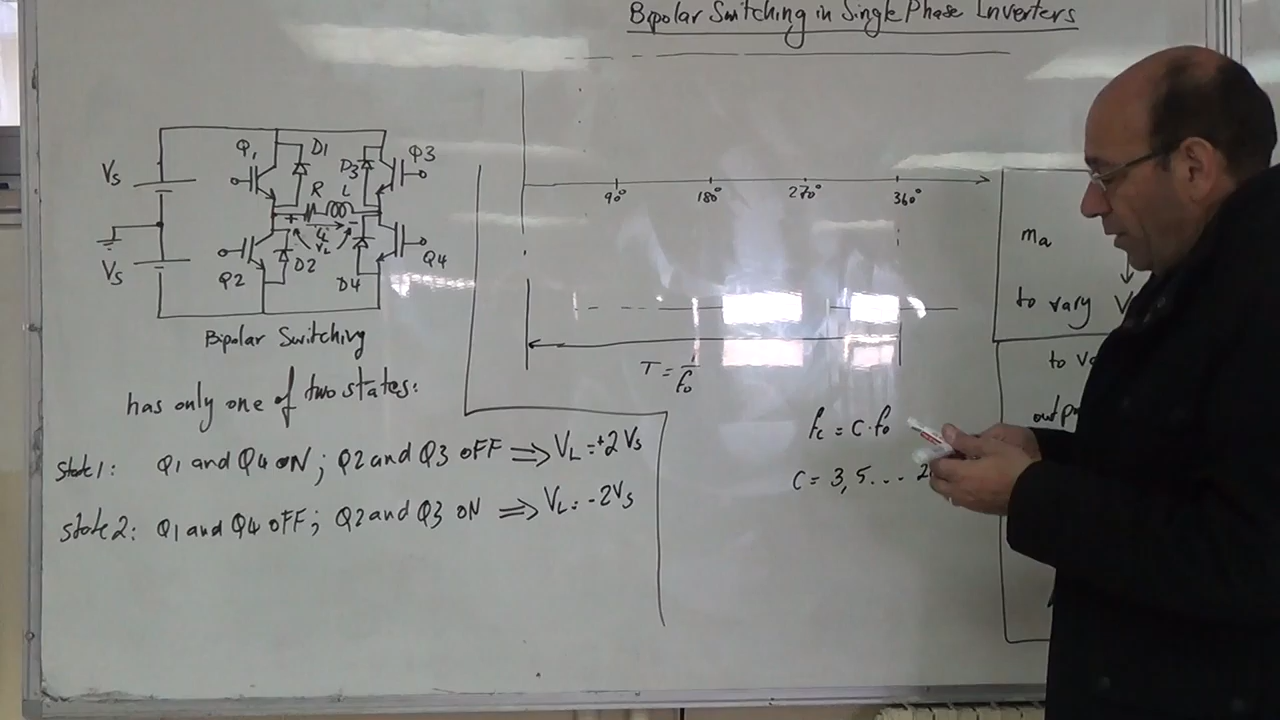 Bipolar Switching in Single Phase Inverters
Q1 D1 D3 Q3
Vs
R L
+ -
iL
VL
Vs
Q2 D2 D4 Q4
Bipolar Switching
has only one of two states:
state 1: Q1 and Q4 ON; Q2 and Q3 OFF ⟹ VL = +2Vs
state 2: Q1 and Q4 OFF; Q2 and Q3 ON ⟹ VL = -2Vs
90° 180° 270° 360°
T = 1/fo
fc = C·fo
C = 3, 5 ...
ma
to vary
to